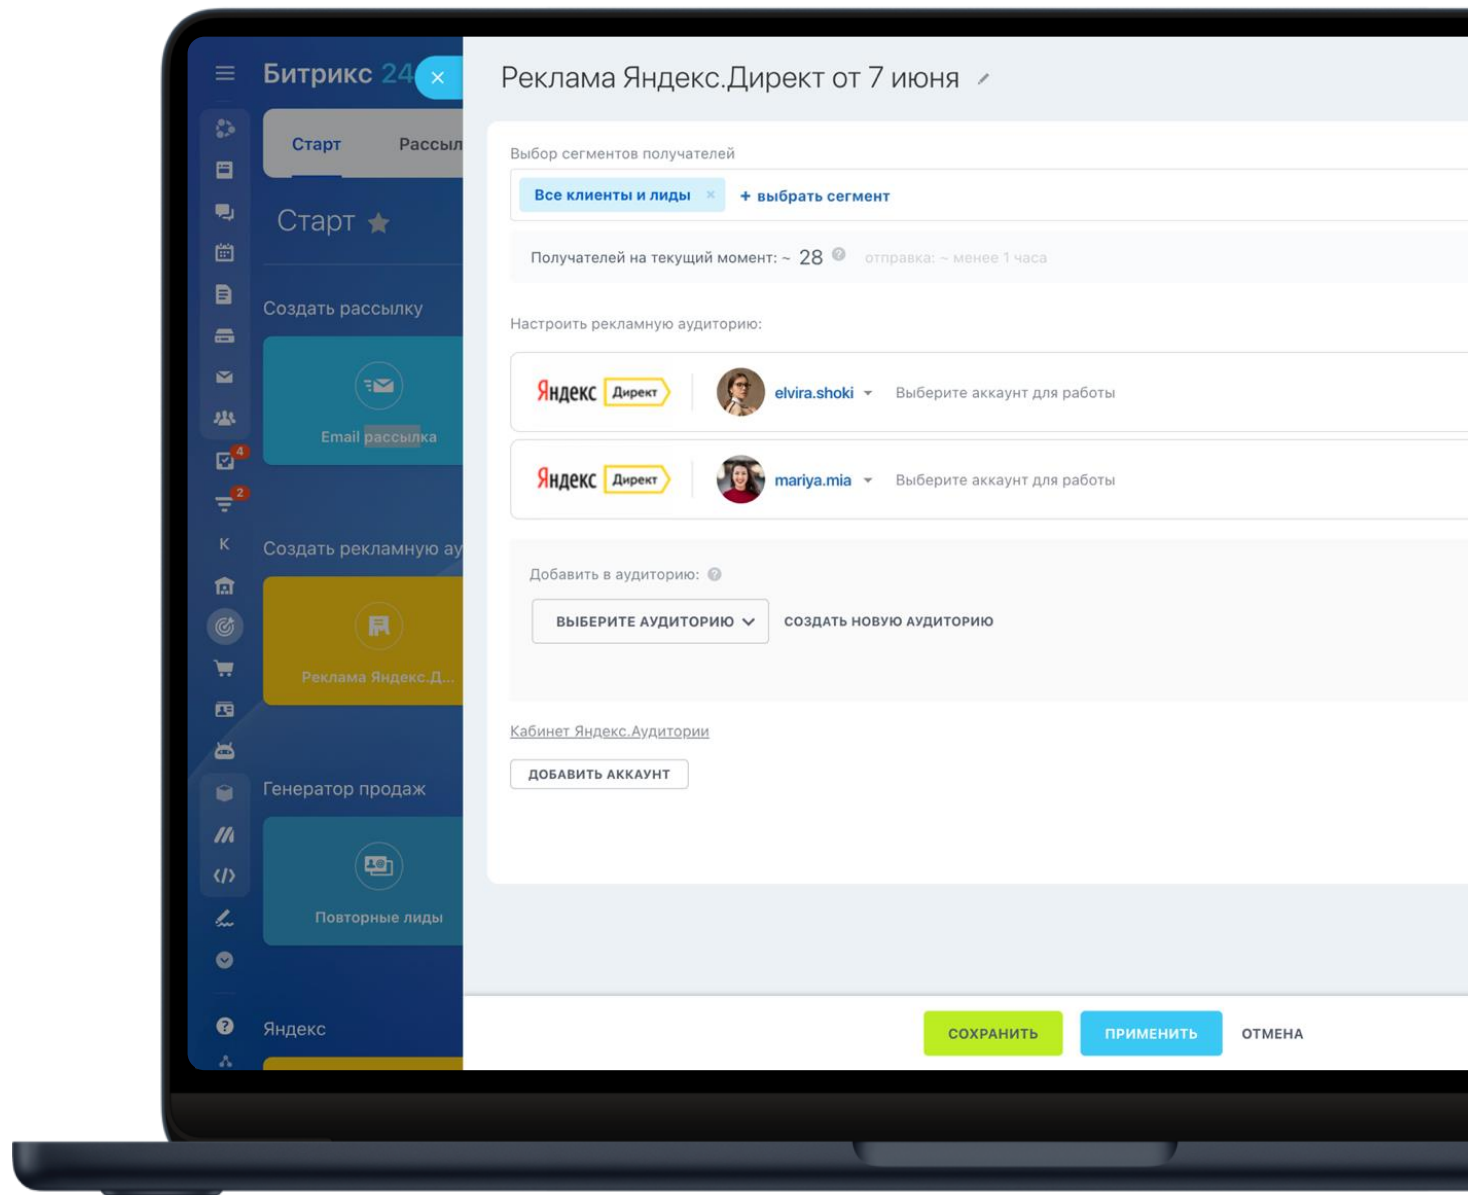 Битрикс 24
Старт
Рассыл
Старт
Создать рассылку
Email рассылка
4
2
К
Создать рекламную ау
Реклама Яндекс.Д...
Генератор продаж
Повторные лиды
Яндекс
Реклама Яндекс.Директ от 7 июня
Выбор сегментов получателей
Все клиенты и лиды × + выбрать сегмент
Получателей на текущий момент: ~ 28 ? отправка: ~ менее 1 часа
Настроить рекламную аудиторию:
Яндекс Директ elvira.shoki Выберите аккаунт для работы
Яндекс Директ mariya.mia Выберите аккаунт для работы
Добавить в аудиторию: ?
ВЫБЕРИТЕ АУДИТОРИЮ СОЗДАТЬ НОВУЮ АУДИТОРИЮ
Кабинет Яндекс.Аудитории
ДОБАВИТЬ АККАУНТ
СОХРАНИТЬ ПРИМЕНИТЬ ОТМЕНА